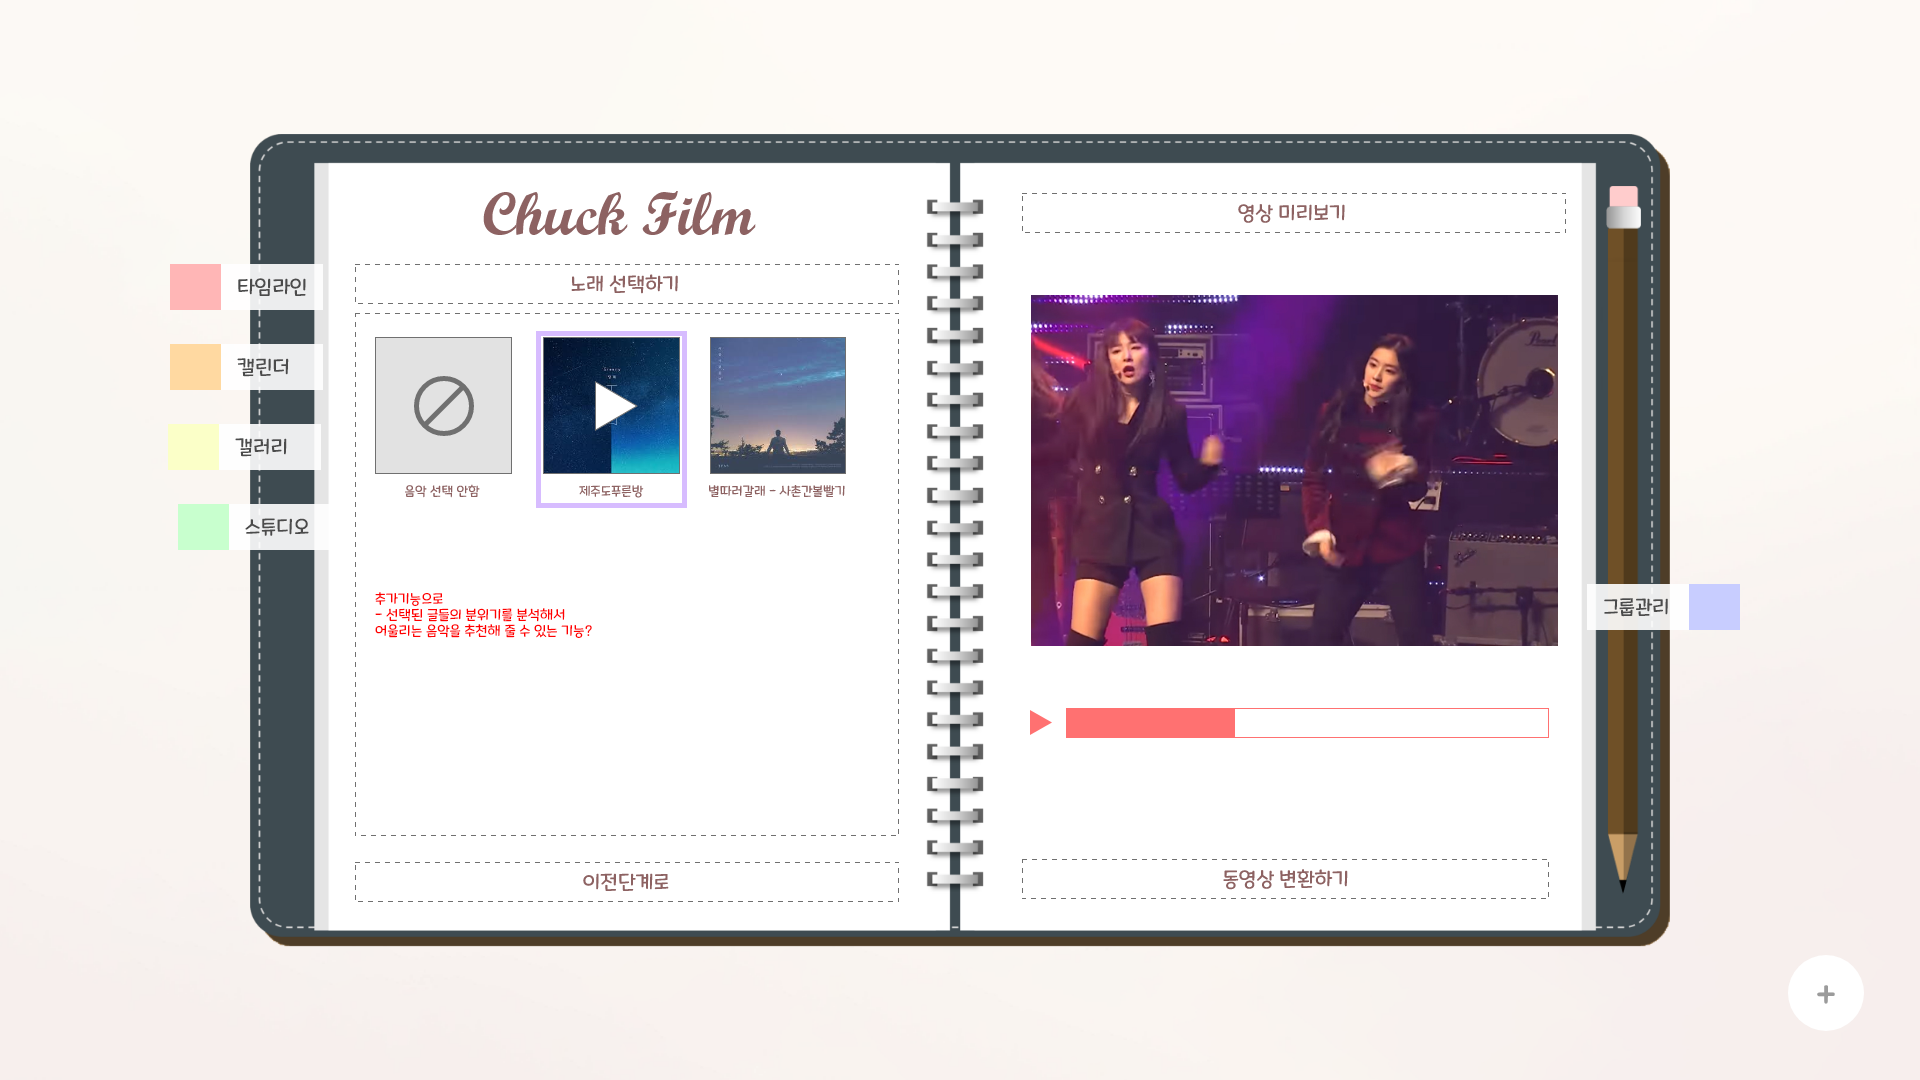 Chuck Film
노래 선택하기
타임라인
캘린더
갤러리
스튜디오
음악 선택 안함
제주도푸른방
별따러갈래 - 사촌간볼빨기
추가기능으로
- 선택된 글들의 분위기를 분석해서
어울리는 음악을 추천해 줄 수 있는 기능?
이전단계로
영상 미리보기
Pearl
그룹관리
동영상 변환하기
+